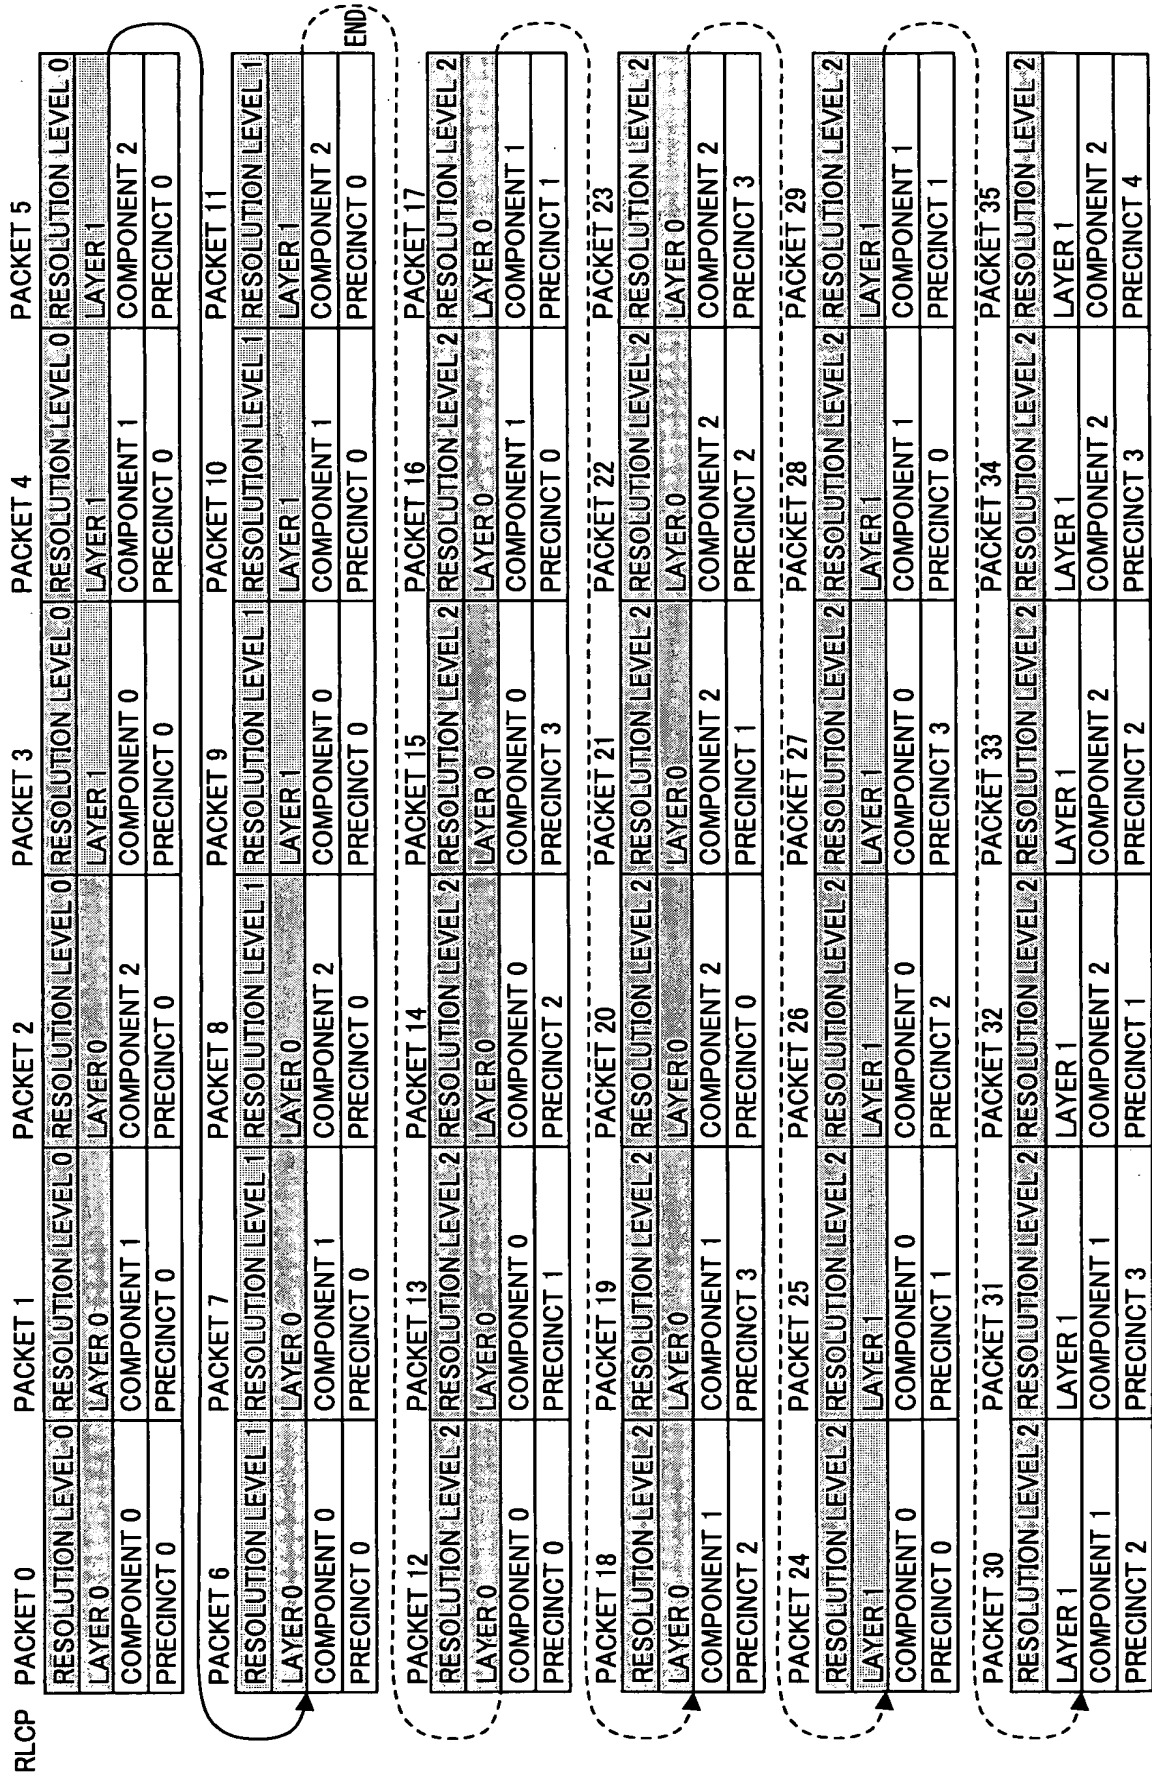 RLCP PACKET 0 PACKET 1 PACKET 2 PACKET 3 PACKET 4 PACKET 5
RESOLUTION LEVEL 0 RESOLUTION LEVEL 0 RESOLUTION LEVEL 0 RESOLUTION LEVEL 0 RESOLUTION LEVEL 0 RESOLUTION LEVEL 0
LAYER 0 LAYER 0 LAYER 0 LAYER 1 LAYER 1 LAYER 1
COMPONENT 0 COMPONENT 1 COMPONENT 2 COMPONENT 0 COMPONENT 1 COMPONENT 2
PRECINCT 0 PRECINCT 0 PRECINCT 0 PRECINCT 0 PRECINCT 0 PRECINCT 0
PACKET 6 PACKET 7 PACKET 8 PACKET 9 PACKET 10 PACKET 11
RESOLUTION LEVEL 1 RESOLUTION LEVEL 1 RESOLUTION LEVEL 1 RESOLUTION LEVEL 1 RESOLUTION LEVEL 1 RESOLUTION LEVEL 1
LAYER 0 LAYER 0 LAYER 0 LAYER 1 LAYER 1 LAYER 1
COMPONENT 0 COMPONENT 1 COMPONENT 2 COMPONENT 0 COMPONENT 1 COMPONENT 2
PRECINCT 0 PRECINCT 0 PRECINCT 0 PRECINCT 0 PRECINCT 0 PRECINCT 0
END
PACKET 12 PACKET 13 PACKET 14 PACKET 15 PACKET 16 PACKET 17
RESOLUTION LEVEL 2 RESOLUTION LEVEL 2 RESOLUTION LEVEL 2 RESOLUTION LEVEL 2 RESOLUTION LEVEL 2 RESOLUTION LEVEL 2
LAYER 0 LAYER 0 LAYER 0 LAYER 0 LAYER 0 LAYER 0
COMPONENT 0 COMPONENT 0 COMPONENT 0 COMPONENT 0 COMPONENT 1 COMPONENT 1
PRECINCT 0 PRECINCT 1 PRECINCT 2 PRECINCT 3 PRECINCT 0 PRECINCT 1
PACKET 18 PACKET 19 PACKET 20 PACKET 21 PACKET 22 PACKET 23
RESOLUTION LEVEL 2 RESOLUTION LEVEL 2 RESOLUTION LEVEL 2 RESOLUTION LEVEL 2 RESOLUTION LEVEL 2 RESOLUTION LEVEL 2
LAYER 0 LAYER 0 LAYER 0 LAYER 0 LAYER 0 LAYER 0
COMPONENT 1 COMPONENT 1 COMPONENT 2 COMPONENT 2 COMPONENT 2 COMPONENT 2
PRECINCT 2 PRECINCT 3 PRECINCT 0 PRECINCT 1 PRECINCT 2 PRECINCT 3
PACKET 24 PACKET 25 PACKET 26 PACKET 27 PACKET 28 PACKET 29
RESOLUTION LEVEL 2 RESOLUTION LEVEL 2 RESOLUTION LEVEL 2 RESOLUTION LEVEL 2 RESOLUTION LEVEL 2 RESOLUTION LEVEL 2
LAYER 1 LAYER 1 LAYER 1 LAYER 1 LAYER 1 LAYER 1
COMPONENT 0 COMPONENT 0 COMPONENT 0 COMPONENT 0 COMPONENT 1 COMPONENT 1
PRECINCT 0 PRECINCT 1 PRECINCT 2 PRECINCT 3 PRECINCT 0 PRECINCT 1
PACKET 30 PACKET 31 PACKET 32 PACKET 33 PACKET 34 PACKET 35
RESOLUTION LEVEL 2 RESOLUTION LEVEL 2 RESOLUTION LEVEL 2 RESOLUTION LEVEL 2 RESOLUTION LEVEL 2 RESOLUTION LEVEL 2
LAYER 1 LAYER 1 LAYER 1 LAYER 1 LAYER 1 LAYER 1
COMPONENT 1 COMPONENT 1 COMPONENT 2 COMPONENT 2 COMPONENT 2 COMPONENT 2
PRECINCT 2 PRECINCT 3 PRECINCT 1 PRECINCT 2 PRECINCT 3 PRECINCT 4